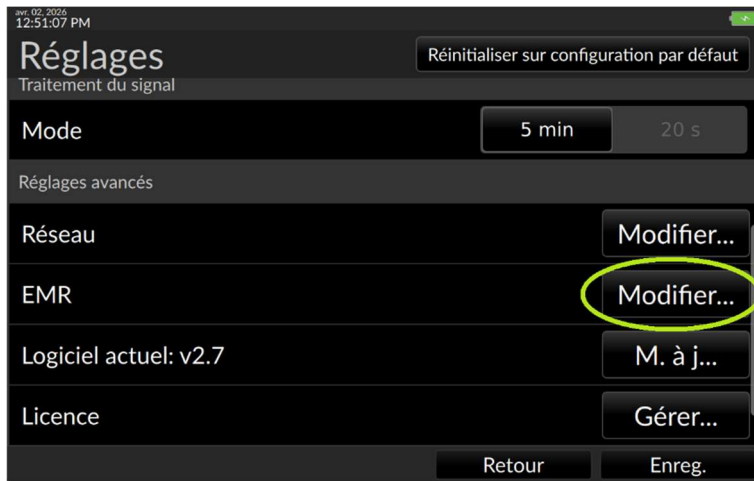 avr. 02, 2026
12:51:07 PM
Réglages
Réinitialiser sur configuration par défaut
Traitement du signal
Mode
5 min
20 s
Réglages avancés
Réseau
Modifier...
EMR
Modifier...
Logiciel actuel: v2.7
M. à j...
Licence
Gérer...
Retour
Enreg.